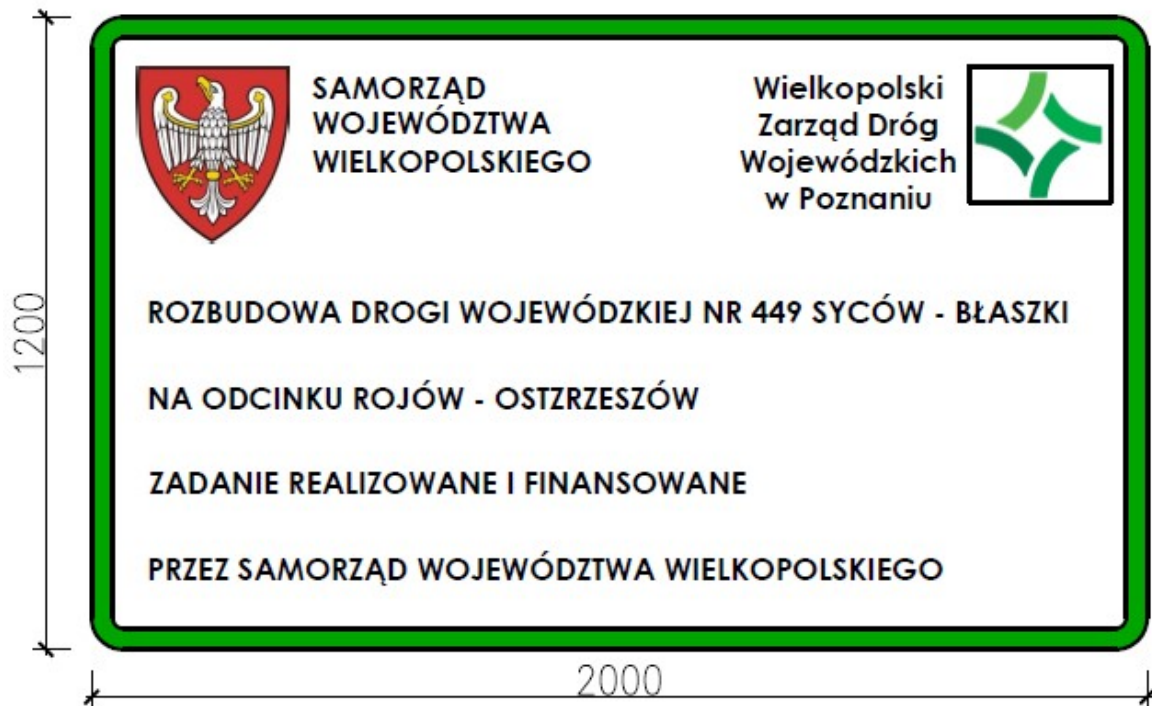 SAMORZĄD
WOJEWÓDZTWA
WIELKOPOLSKIEGO
Wielkopolski
Zarząd Dróg
Wojewódzkich
w Poznaniu
ROZBUDOWA DROGI WOJEWÓDZKIEJ NR 449 SYCÓW - BŁASZKI
NA ODCINKU ROJÓW - OSTZRZESZÓW
ZADANIE REALIZOWANE I FINANSOWANE
PRZEZ SAMORZĄD WOJEWÓDZTWA WIELKOPOLSKIEGO
1200
2000